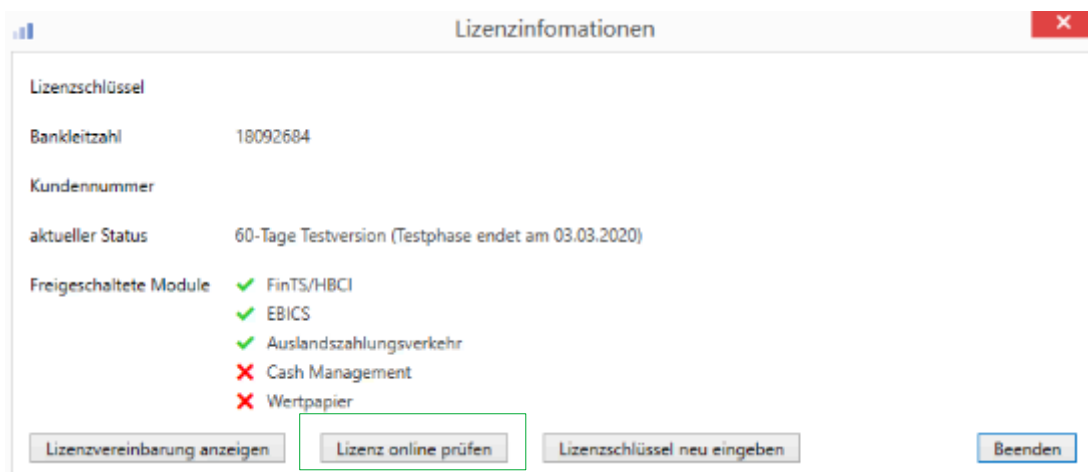 Lizenzinfomationen
Lizenzschlüssel
Bankleitzahl 18092684
Kundennummer
aktueller Status 60-Tage Testversion (Testphase endet am 03.03.2020)
Freigeschaltete Module FinTS/HBCI
EBICS
Auslandszahlungsverkehr
Cash Management
Wertpapier
Lizenzvereinbarung anzeigen Lizenz online prüfen Lizenzschlüssel neu eingeben Beenden